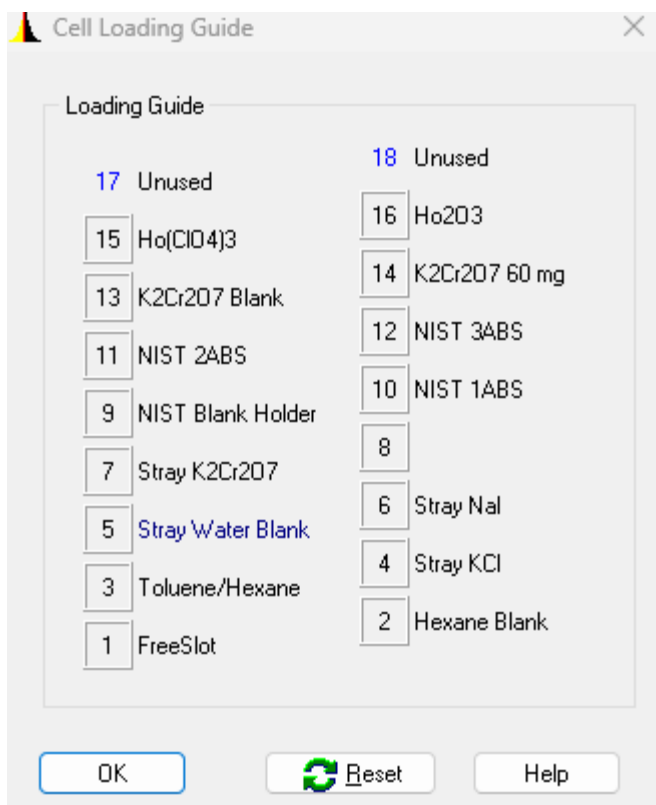 Cell Loading Guide
Loading Guide
17 Unused
18 Unused
15 Ho(ClO4)3
16 Ho2O3
13 K2Cr2O7 Blank
14 K2Cr2O7 60 mg
11 NIST 2ABS
12 NIST 3ABS
9 NIST Blank Holder
10 NIST 1ABS
7 Stray K2Cr2O7
8
5 Stray Water Blank
6 Stray NaI
3 Toluene/Hexane
4 Stray KCl
1 FreeSlot
2 Hexane Blank
OK
Reset
Help